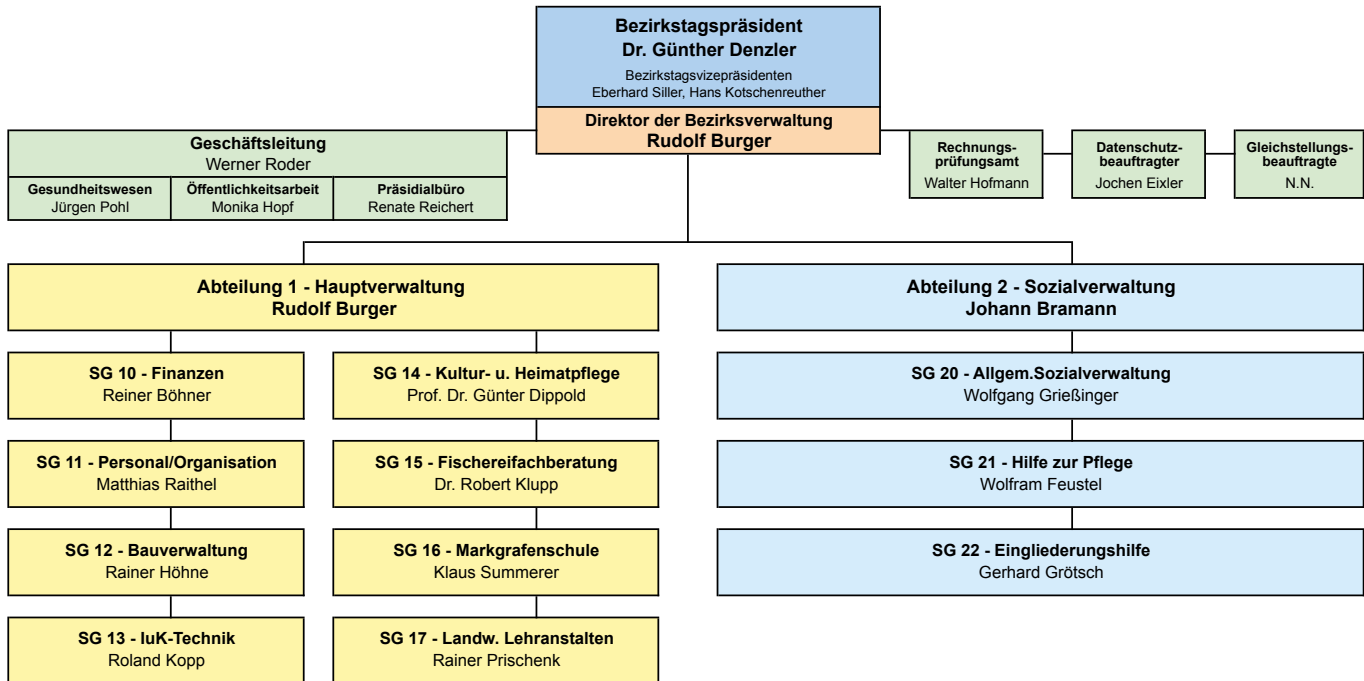 Bezirkstagspräsident
Dr. Günther Denzler
Bezirkstagsvizepräsidenten
Eberhard Siller, Hans Kotschenreuther
Direktor der Bezirksverwaltung
Rudolf Burger
Geschäftsleitung
Werner Roder
Gesundheitswesen
Jürgen Pohl
Öffentlichkeitsarbeit
Monika Hopf
Präsidialbüro
Renate Reichert
Rechnungs-
prüfungsamt
Walter Hofmann
Datenschutz-
beauftragter
Jochen Eixler
Gleichstellungs-
beauftragte
N.N.
Abteilung 1 - Hauptverwaltung
Rudolf Burger
SG 10 - Finanzen
Reiner Böhner
SG 11 - Personal/Organisation
Matthias Raithel
SG 12 - Bauverwaltung
Rainer Höhne
SG 13 - IuK-Technik
Roland Kopp
SG 14 - Kultur- u. Heimatpflege
Prof. Dr. Günter Dippold
SG 15 - Fischereifachberatung
Dr. Robert Klupp
SG 16 - Markgrafenschule
Klaus Summerer
SG 17 - Landw. Lehranstalten
Rainer Prischenk
Abteilung 2 - Sozialverwaltung
Johann Bramann
SG 20 - Allgem.Sozialverwaltung
Wolfgang Grießinger
SG 21 - Hilfe zur Pflege
Wolfram Feustel
SG 22 - Eingliederungshilfe
Gerhard Grötsch